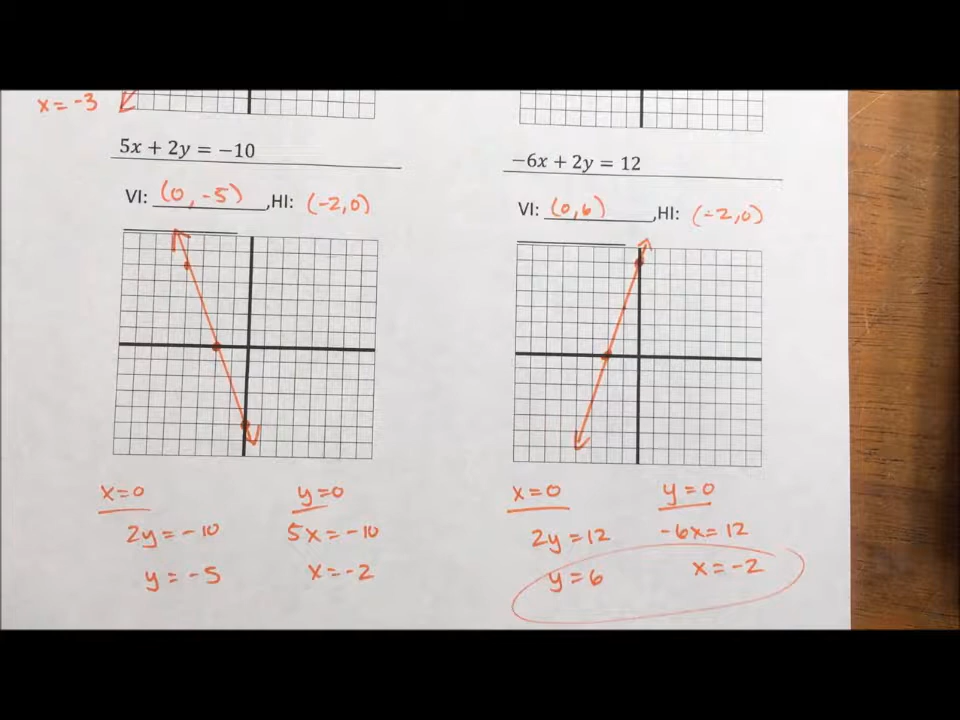 x = -3
5x + 2y = −10
VI: (0, -5) ,HI: (-2,0)
x=0
y=0
2y = -10
5x = -10
y = -5
x = -2
−6x + 2y = 12
VI: (0,6) ,HI: (-2,0)
x=0
y=0
2y = 12
-6x = 12
y = 6
x = -2